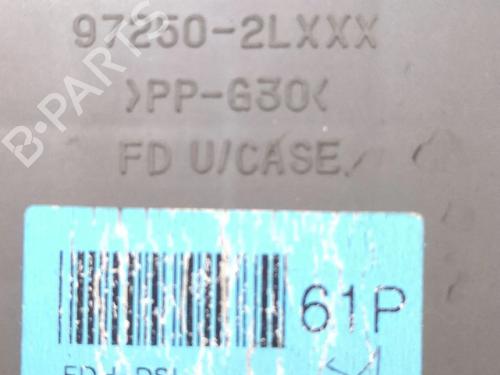 97250-2LXXX
>PP-G30<
FD U/CASE
61P
B-Parts